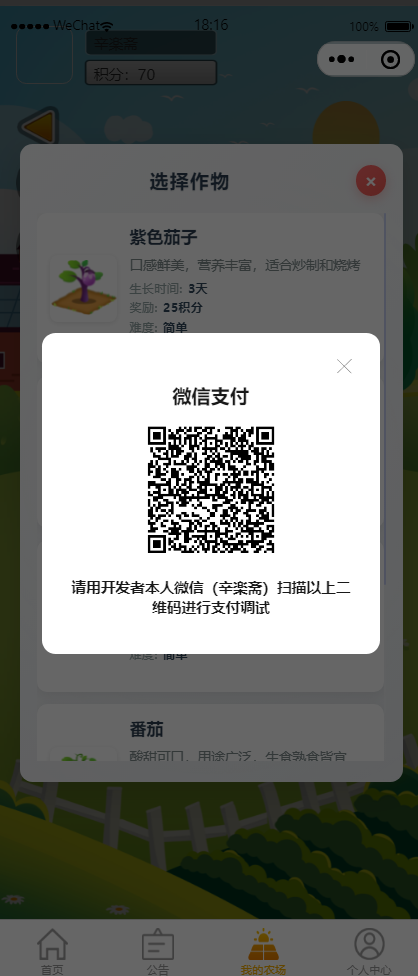 WeChat 18:16 100%
辛楽斋
积分：70
选择作物
×
紫色茄子
口感鲜美，营养丰富，适合炒制和烧烤
生长时间: 3天
奖励: 25积分
难度: 简单
微信支付
请用开发者本人微信（辛楽斋）扫描以上二
维码进行支付调试
难度: 简单
番茄
酸甜可口，用途广泛，生食熟食皆宜
首页 公告 我的农场 个人中心